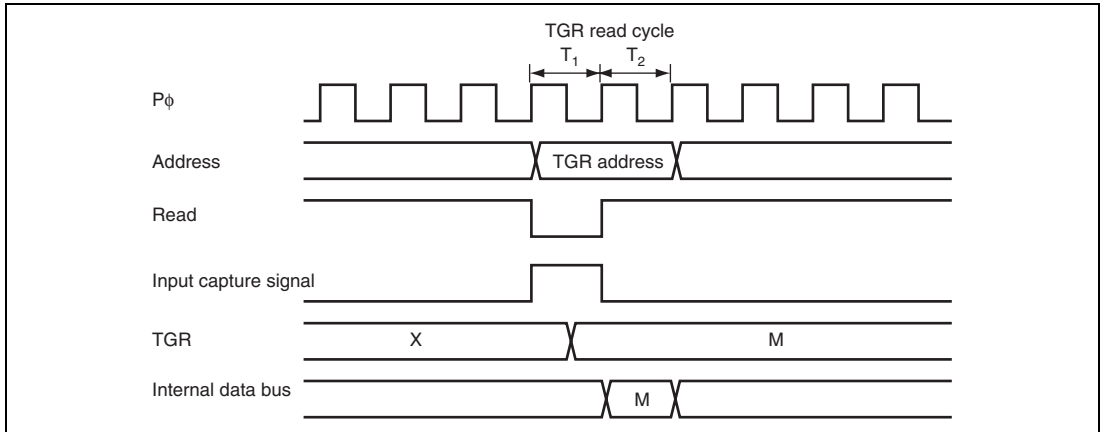 TGR read cycle
T1 T2
Pφ
Address TGR address
Read
Input capture signal
TGR X M
Internal data bus M